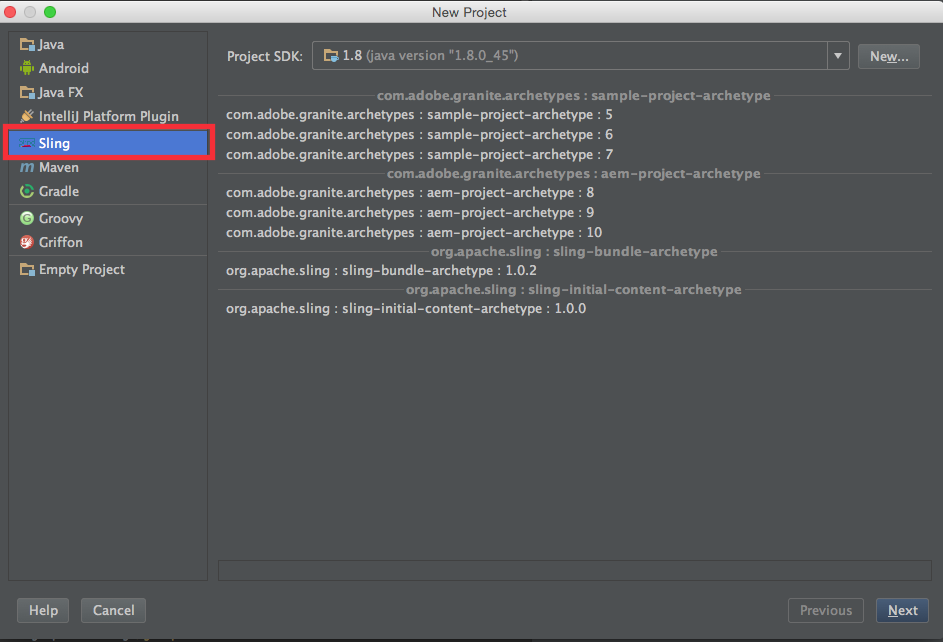 New Project
Java
Android
Java FX
IntelliJ Platform Plugin
Sling
Maven
Gradle
Groovy
Griffon
Empty Project
Project SDK: 1.8 (java version "1.8.0_45") New...
com.adobe.granite.archetypes : sample-project-archetype
com.adobe.granite.archetypes : sample-project-archetype : 5
com.adobe.granite.archetypes : sample-project-archetype : 6
com.adobe.granite.archetypes : sample-project-archetype : 7
com.adobe.granite.archetypes : aem-project-archetype
com.adobe.granite.archetypes : aem-project-archetype : 8
com.adobe.granite.archetypes : aem-project-archetype : 9
com.adobe.granite.archetypes : aem-project-archetype : 10
org.apache.sling : sling-bundle-archetype
org.apache.sling : sling-bundle-archetype : 1.0.2
org.apache.sling : sling-initial-content-archetype
org.apache.sling : sling-initial-content-archetype : 1.0.0
Help Cancel Previous Next